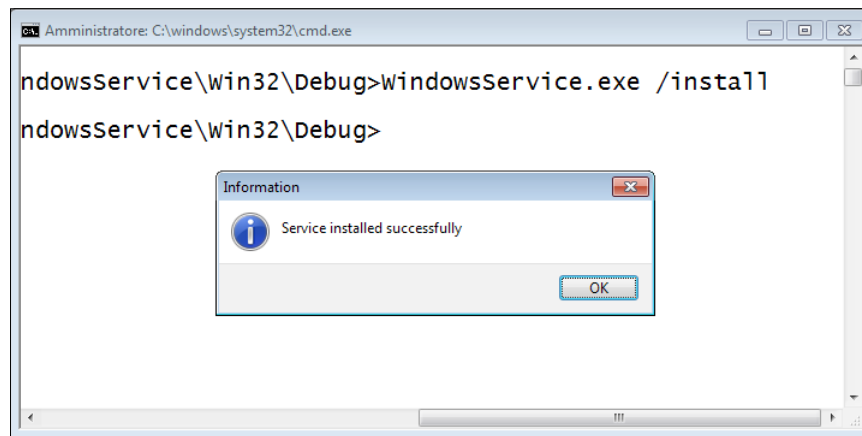 Amministratore: C:\windows\system32\cmd.exe
ndowsService\Win32\Debug>WindowsService.exe /install
ndowsService\Win32\Debug>
Information
Service installed successfully
OK